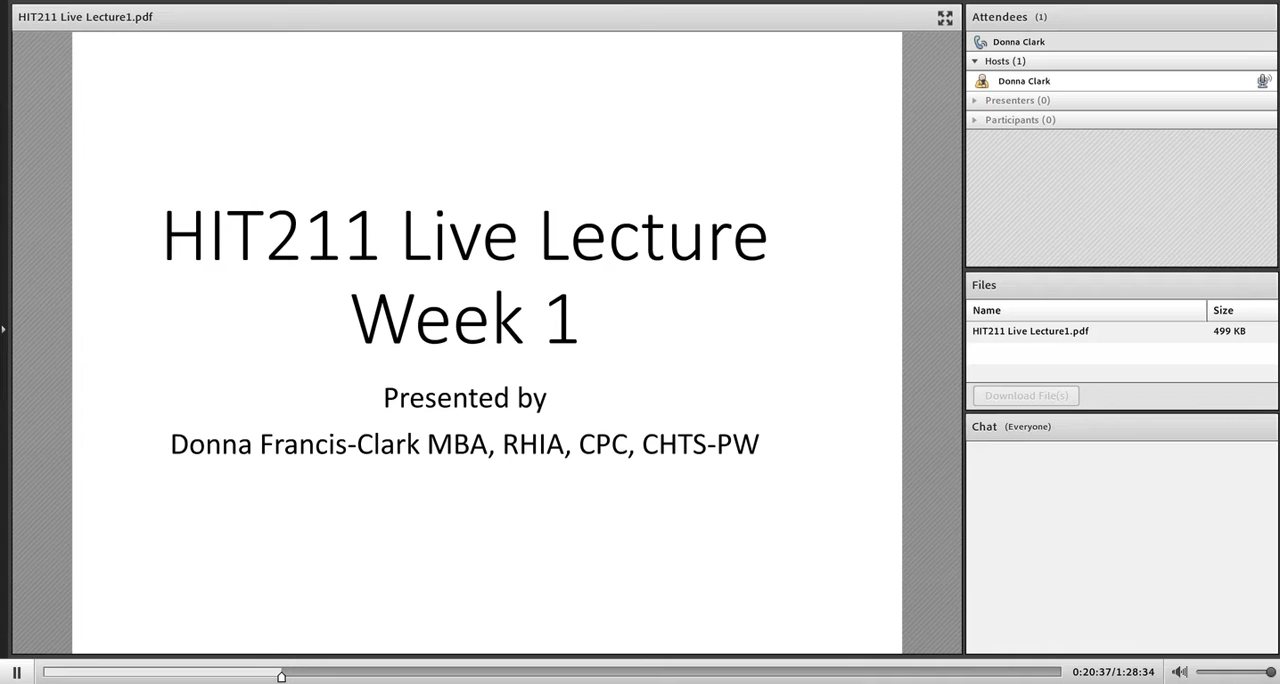 HIT211 Live Lecture1.pdf
HIT211 Live Lecture
Week 1
Presented by
Donna Francis-Clark MBA, RHIA, CPC, CHTS-PW
Attendees (1)
Donna Clark
Hosts (1)
Donna Clark
Presenters (0)
Participants (0)
Files
Name Size
HIT211 Live Lecture1.pdf 499 KB
Download File(s)
Chat (Everyone)
0:20:37/1:28:34